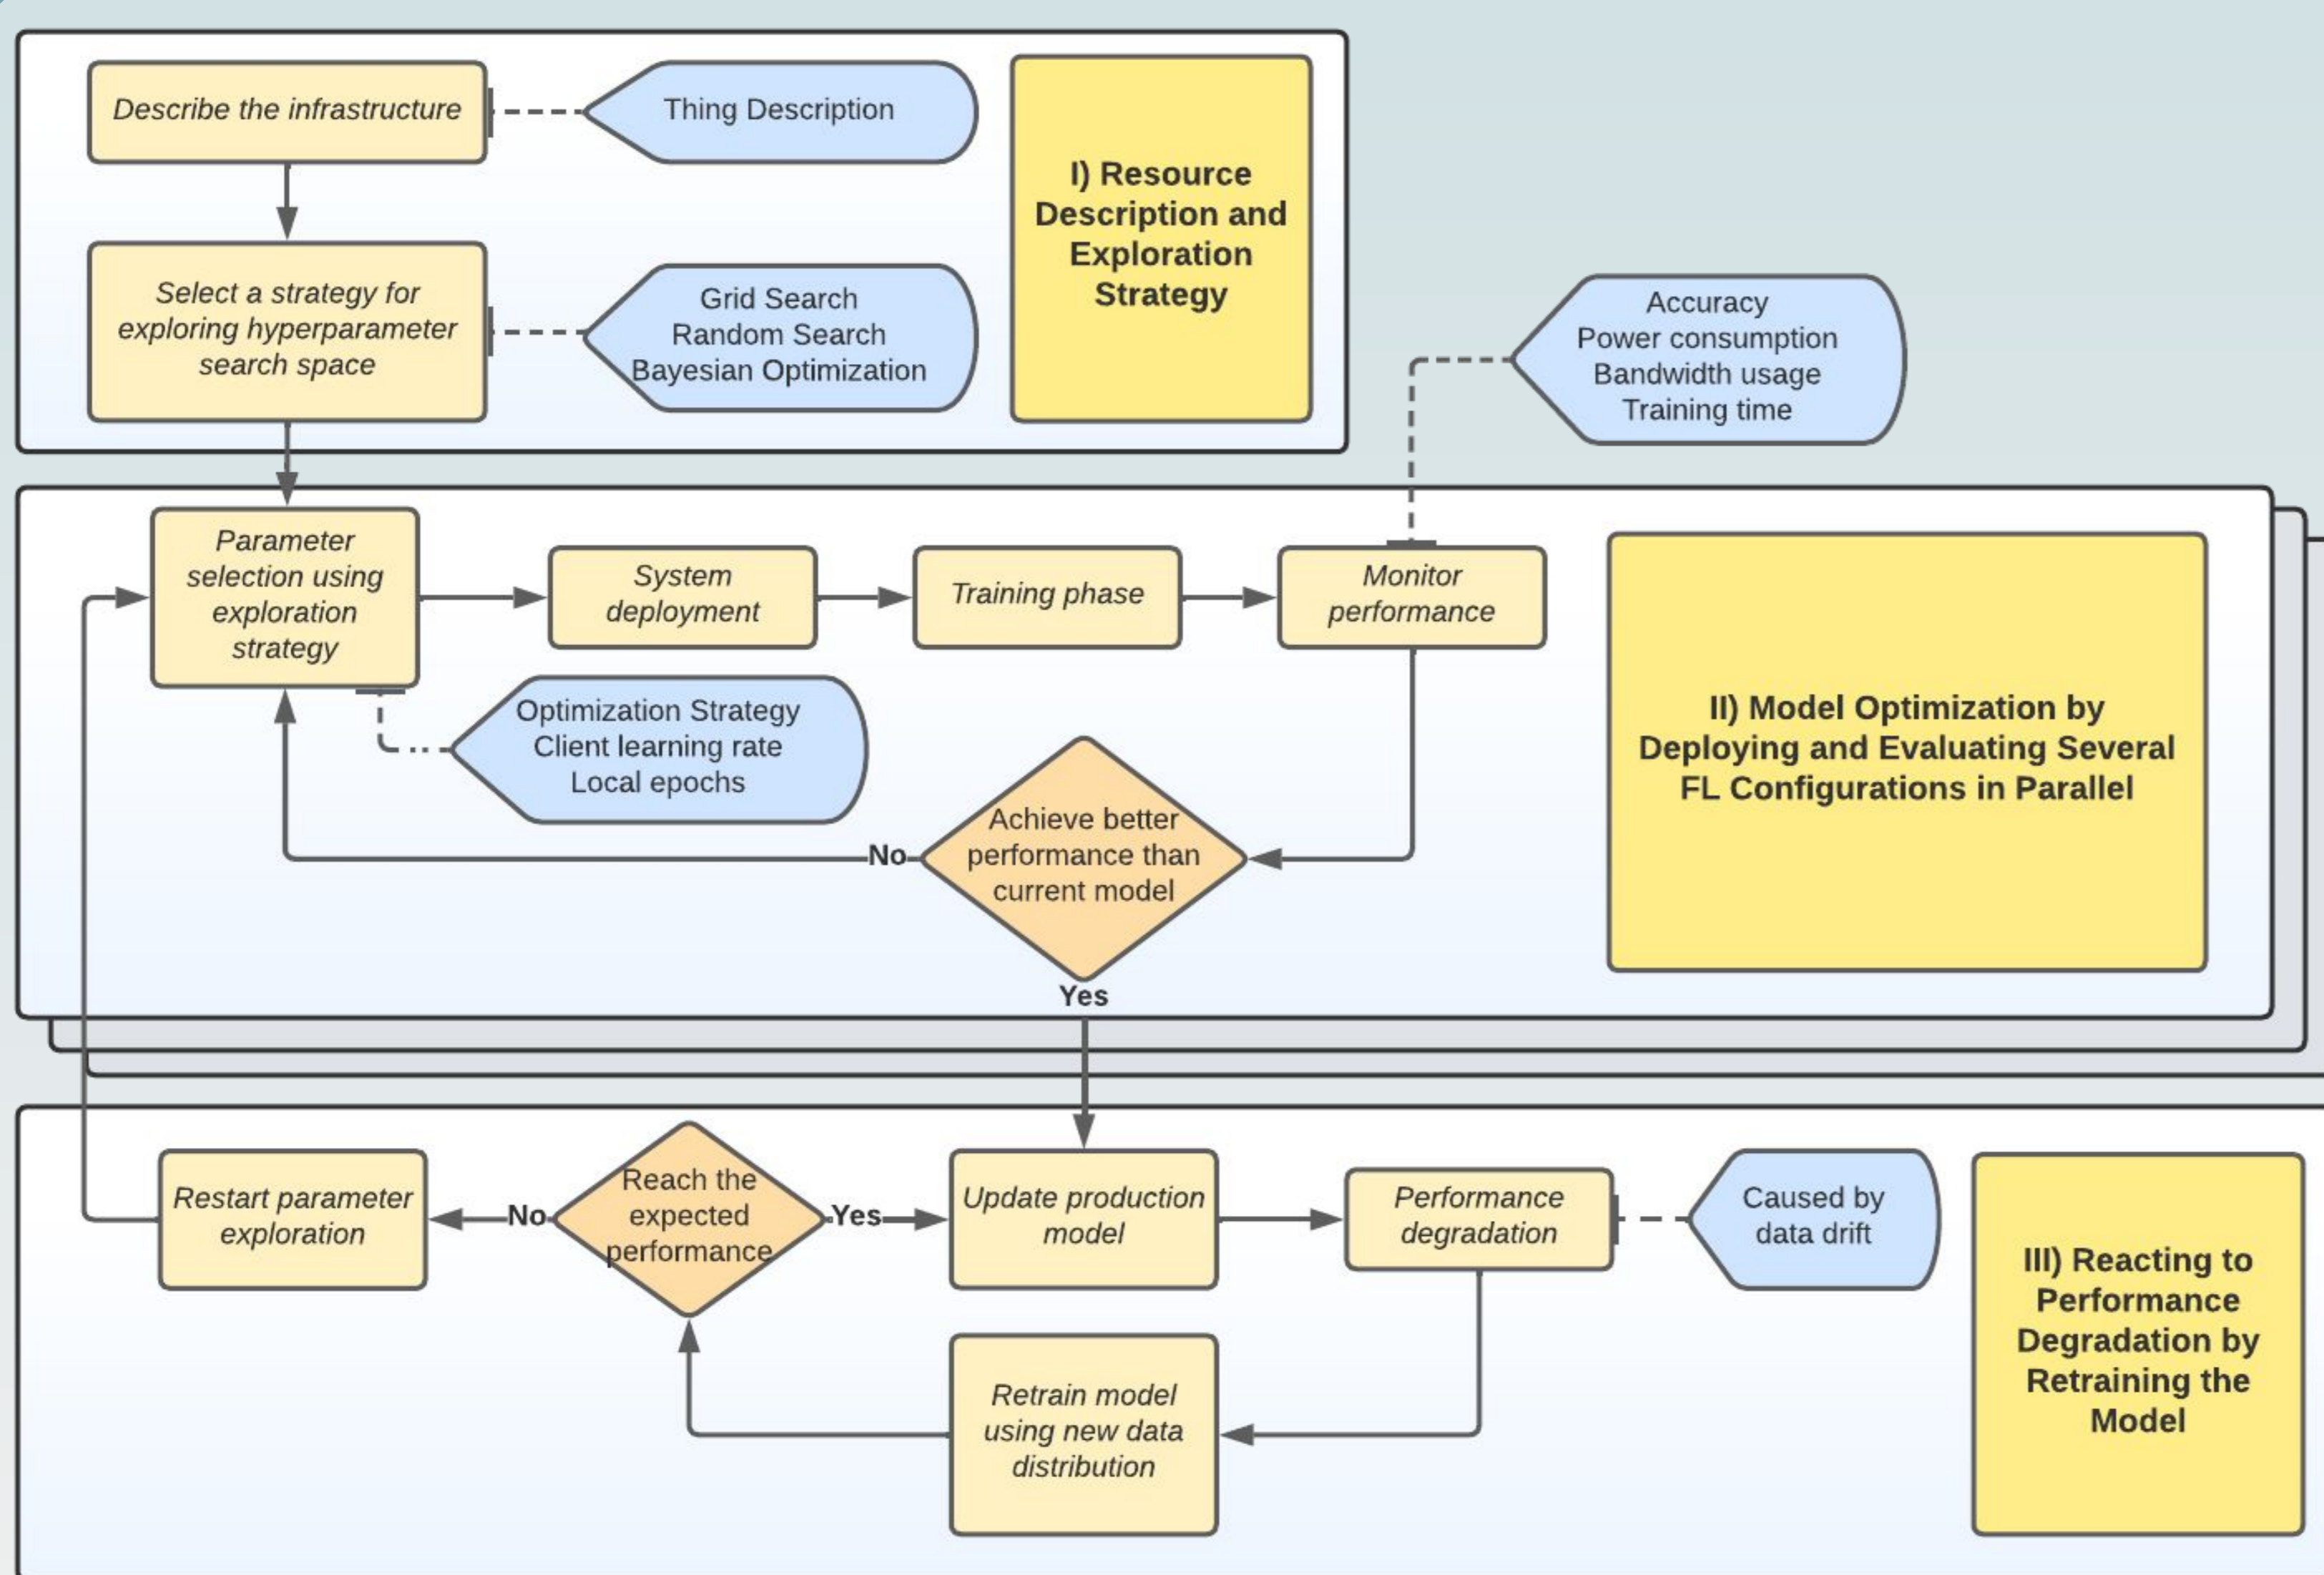 Describe the infrastructure
Thing Description
I) Resource
Description and
Exploration
Strategy
Select a strategy for
exploring hyperparameter
search space
Grid Search
Random Search
Bayesian Optimization
Accuracy
Power consumption
Bandwidth usage
Training time
Parameter
selection using
exploration
strategy
System
deployment
Training phase
Monitor
performance
Optimization Strategy
Client learning rate
Local epochs
II) Model Optimization by
Deploying and Evaluating Several
FL Configurations in Parallel
Achieve better
performance than
current model
No
Yes
Restart parameter
exploration
No
Reach the
expected
performance
Yes
Update production
model
Performance
degradation
Caused by
data drift
III) Reacting to
Performance
Degradation by
Retraining the
Model
Retrain model
using new data
distribution